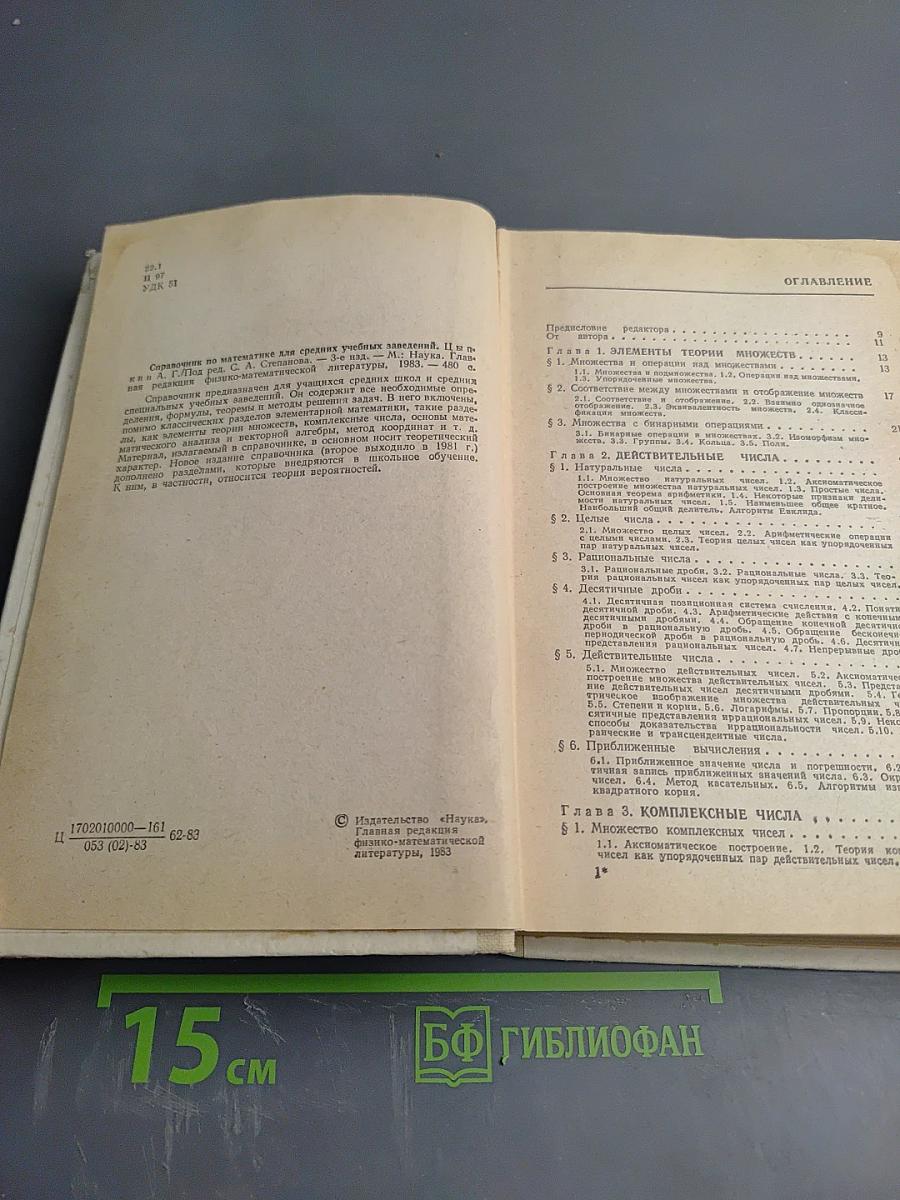 22.1
Ц 97
УДК 51
Справочник по математике для средних учебных заведений. Цып-
кин А. Г./Под ред. С. А. Степанова. — 3-е изд. — М.: Наука. Глав-
ная редакция физико-математической литературы, 1983. — 480 с.
Справочник предназначен для учащихся средних школ и средних
специальных учебных заведений. Он содержит все необходимые опре-
деления, формулы, теоремы и методы решения задач. В него включены,
помимо классических разделов элементарной математики, такие разде-
лы, как элементы теории множеств, комплексные числа, основы мате-
матического анализа и векторной алгебры, метод координат и т. д.
Материал, излагаемый в справочнике, в основном носит теоретический
характер. Новое издание справочника (второе выходило в 1981 г.)
дополнено разделами, которые внедряются в школьное обучение.
К ним, в частности, относится теория вероятностей.
Ц 1702010000—161
053 (02)-83
62-83
© Издательство «Наука».
Главная редакция
физико-математической
литературы, 1983
ОГЛАВЛЕНИЕ
Предисловие редактора . . . . . . . . . . . . . . . . 9
От автора . . . . . . . . . . . . . . . . . . . . 11
Глава 1. ЭЛЕМЕНТЫ ТЕОРИИ МНОЖЕСТВ . . . . . . 13
§ 1. Множества и операции над множествами . . . . . . . . 13
1.1. Множества и подмножества. 1.2. Операции над множествами.
1.3. Упорядоченные множества.
§ 2. Соответствие между множествами и отображение множеств 17
2.1. Соответствие и отображение. 2.2. Взаимно однозначное
отображение. 2.3. Эквивалентность множеств. 2.4. Класси-
фикация множеств.
§ 3. Множества с бинарными операциями . . . . . . . . . . 21
3.1. Бинарные операции в множествах. 3.2. Изоморфизм мно-
жеств. 3.3. Группы. 3.4. Кольца. 3.5. Поля.
Глава 2. ДЕЙСТВИТЕЛЬНЫЕ ЧИСЛА . . . . . . . .
§ 1. Натуральные числа . . . . . . . . . . . . . . . .
1.1. Множество натуральных чисел. 1.2. Аксиоматическое
построение множества натуральных чисел. 1.3. Простые числа.
Основная теорема арифметики. 1.4. Некоторые признаки дели-
мости натуральных чисел. 1.5. Наименьшее общее кратное.
Наибольший общий делитель. Алгоритм Евклида.
§ 2. Целые числа . . . . . . . . . . . . . . . . . .
2.1. Множество целых чисел. 2.2. Арифметические операции
с целыми числами. 2.3. Теория целых чисел как упорядоченных
пар натуральных чисел.
§ 3. Рациональные числа . . . . . . . . . . . . . . .
3.1. Рациональные дроби. 3.2. Рациональные числа. 3.3. Тео-
рия рациональных чисел как упорядоченных пар целых чисел.
§ 4. Десятичные дроби . . . . . . . . . . . . . . . .
4.1. Десятичная позиционная система счисления. 4.2. Поняти
десятичной дроби. 4.3. Арифметические действия с конечным
десятичными дробями. 4.4. Обращение конечной десятично
дроби в рациональную дробь. 4.5. Обращение бесконечно
периодической дроби в рациональную дробь. 4.6. Десятичн
представления рациональных чисел. 4.7. Непрерывные дро
§ 5. Действительные числа . . . . . . . . . . . . . .
5.1. Множество действительных чисел. 5.2. Аксиоматичес
построение множества действительных чисел. 5.3. Предста
ние действительных чисел десятичными дробями. 5.4. Ге
трическое изображение множества действительных ч
5.5. Степени и корни. 5.6. Логарифмы. 5.7. Пропорции. 5.8
сятичные представления иррациональных чисел. 5.9. Неко
способы доказательства иррациональности чисел. 5.10.
раические и трансцендентные числа.
§ 6. Приближенные вычисления . . . . . . . . . . . .
6.1. Приближенное значение числа и погрешности. 6.2
тичная запись приближенных значений числа. 6.3. Окр
чисел. 6.4. Метод касательных. 6.5. Алгоритмы изв
квадратного корня.
Глава 3. КОМПЛЕКСНЫЕ ЧИСЛА . . . . . . .
§ 1. Множество комплексных чисел . . . . . . . . . .
1.1. Аксиоматическое построение. 1.2. Теория ко
чисел как упорядоченных пар действительных чисел.
1*
15 см
БФ ГИБЛИОФАН